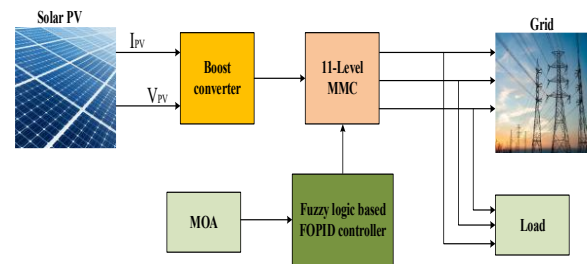 Solar PV
Grid
IPV
Boost
converter
11-Level
MMC
VPV
MOA
Fuzzy logic based
FOPID controller
Load